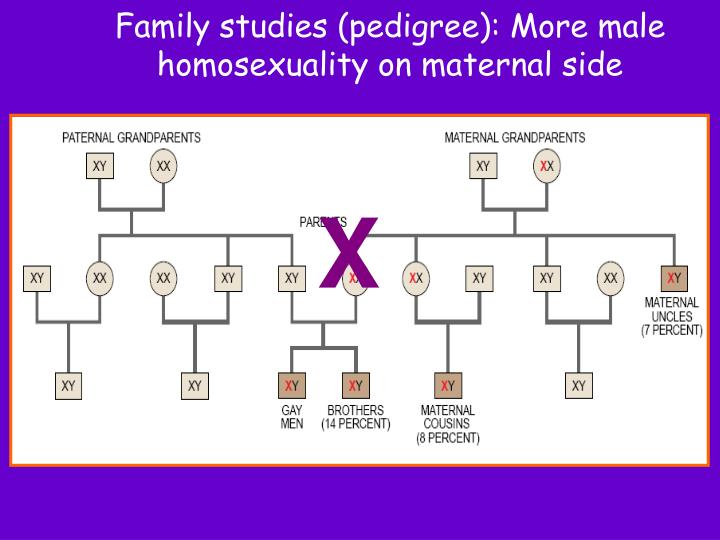 Family studies (pedigree): More male
homosexuality on maternal side
PATERNAL GRANDPARENTS
MATERNAL GRANDPARENTS
XY XX XY XX
PARENTS
X
XY XX XX XY XY XX XX XY XY XX XY
MATERNAL
UNCLES
(7 PERCENT)
XY XY XY XY XY XY
GAY
MEN
BROTHERS
(14 PERCENT)
MATERNAL
COUSINS
(8 PERCENT)